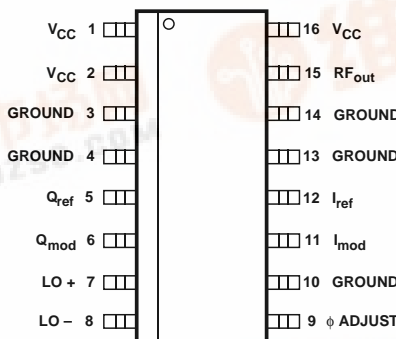 VCC 1 16 VCC
VCC 2 15 RFout
GROUND 3 14 GROUND
GROUND 4 13 GROUND
Qref 5 12 Iref
Qmod 6 11 Imod
LO + 7 10 GROUND
LO – 8 9 ϕ ADJUST